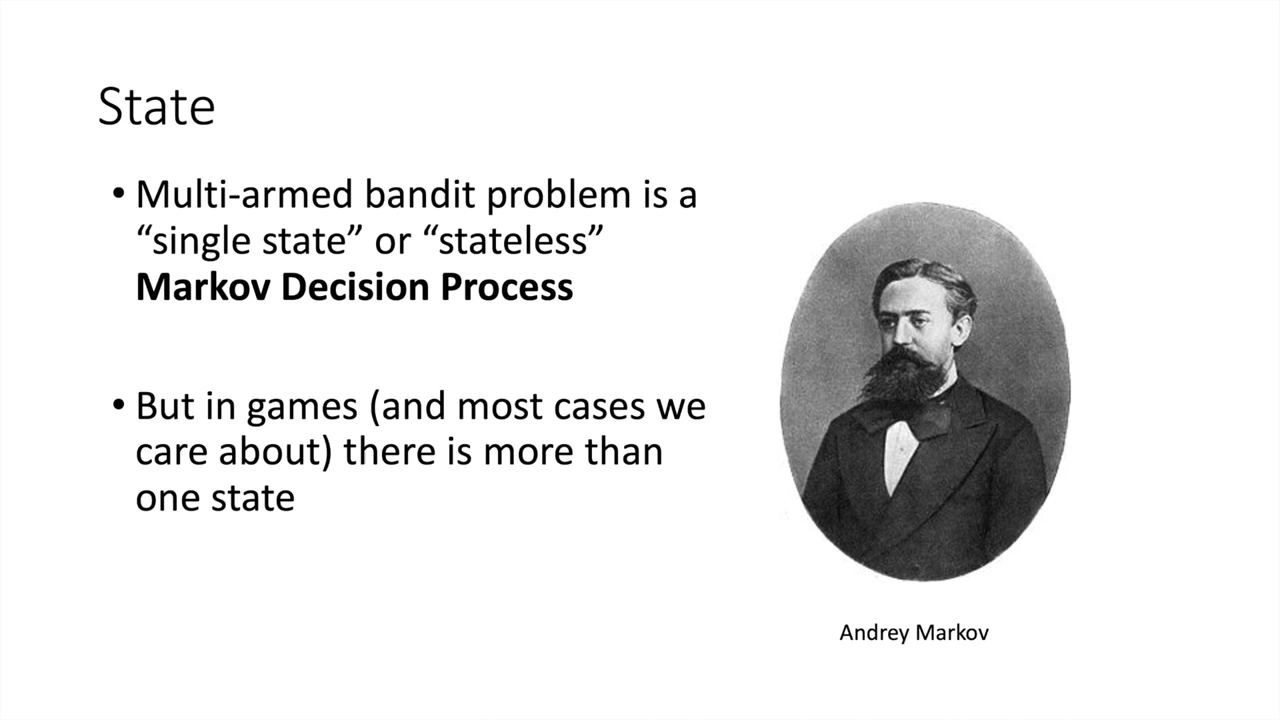 State
• Multi-armed bandit problem is a
“single state” or “stateless”
Markov Decision Process
• But in games (and most cases we
care about) there is more than
one state
Andrey Markov